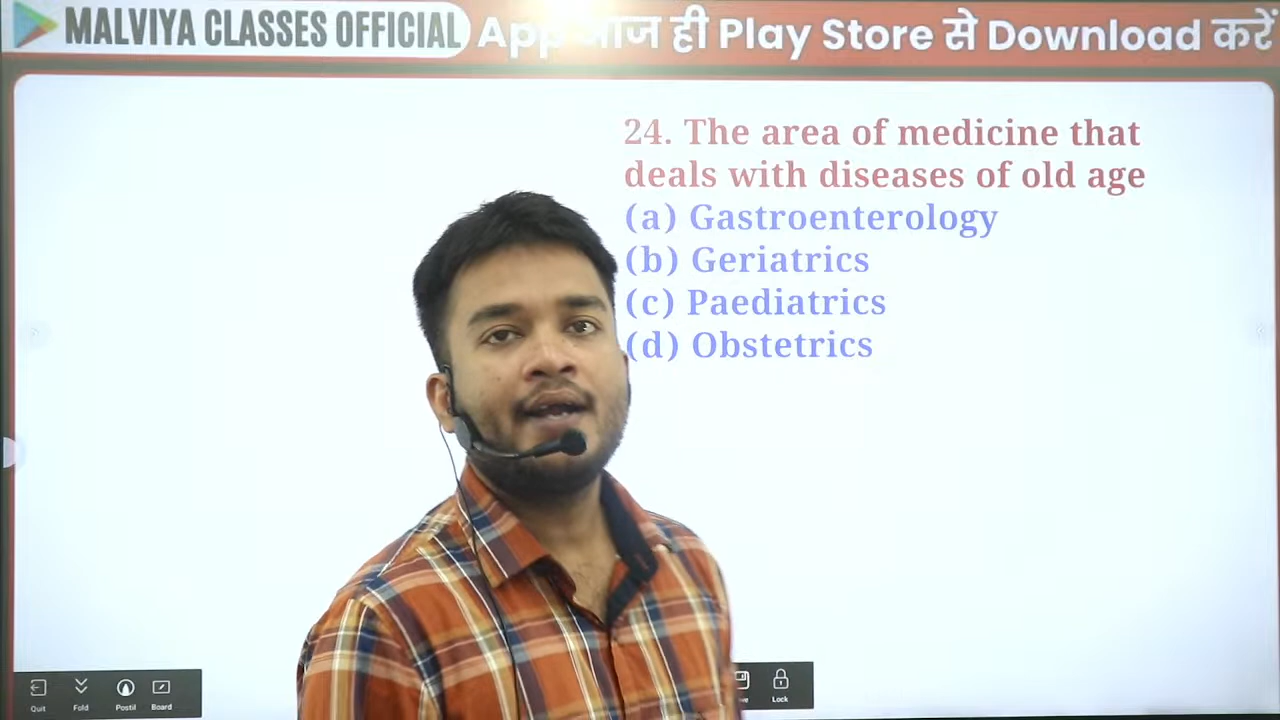 MALVIYA CLASSES OFFICIAL App आज ही Play Store से Download करें
24. The area of medicine that
deals with diseases of old age
(a) Gastroenterology
(b) Geriatrics
(c) Paediatrics
(d) Obstetrics
Quit Fold Postil Board Lock